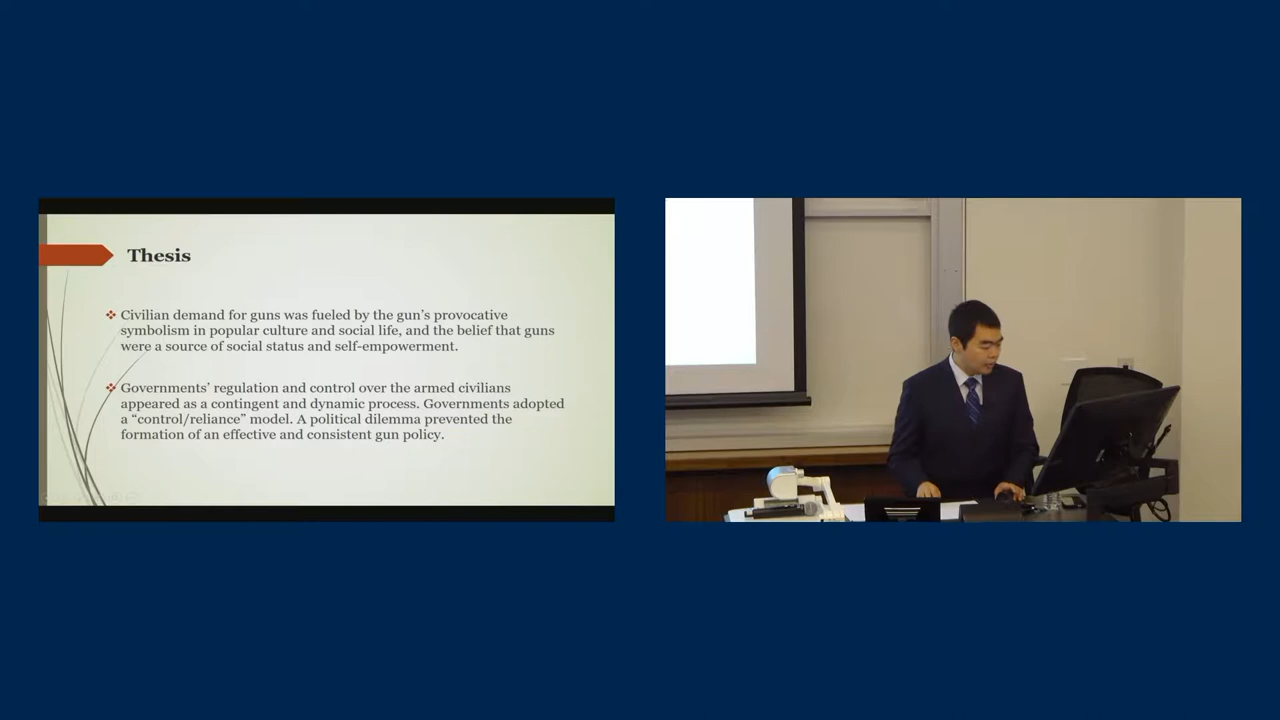 Thesis
Civilian demand for guns was fueled by the gun's provocative
symbolism in popular culture and social life, and the belief that guns
were a source of social status and self-empowerment.
Governments' regulation and control over the armed civilians
appeared as a contingent and dynamic process. Governments adopted
a “control/reliance” model. A political dilemma prevented the
formation of an effective and consistent gun policy.